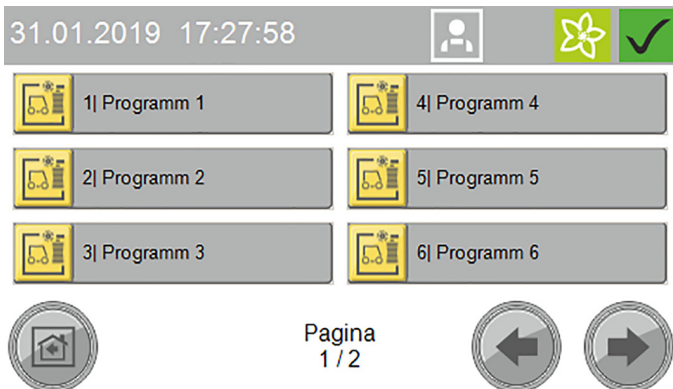 31.01.2019 17:27:58
1| Programm 1
4| Programm 4
2| Programm 2
5| Programm 5
3| Programm 3
6| Programm 6
Pagina
1 / 2